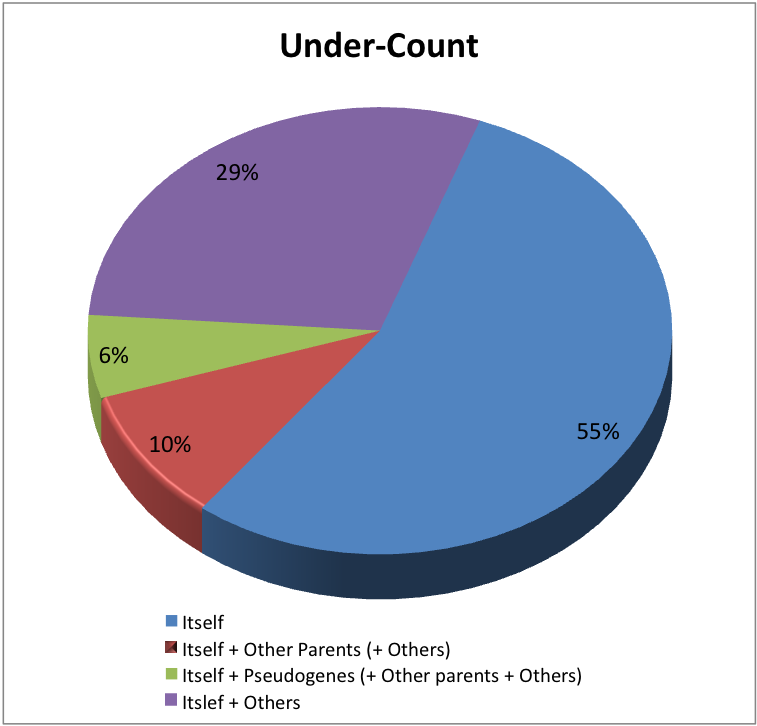 Under-Count
29%
6%
10%
55%
Itself
Itself + Other Parents (+ Others)
Itself + Pseudogenes (+ Other parents + Others)
Itslef + Others